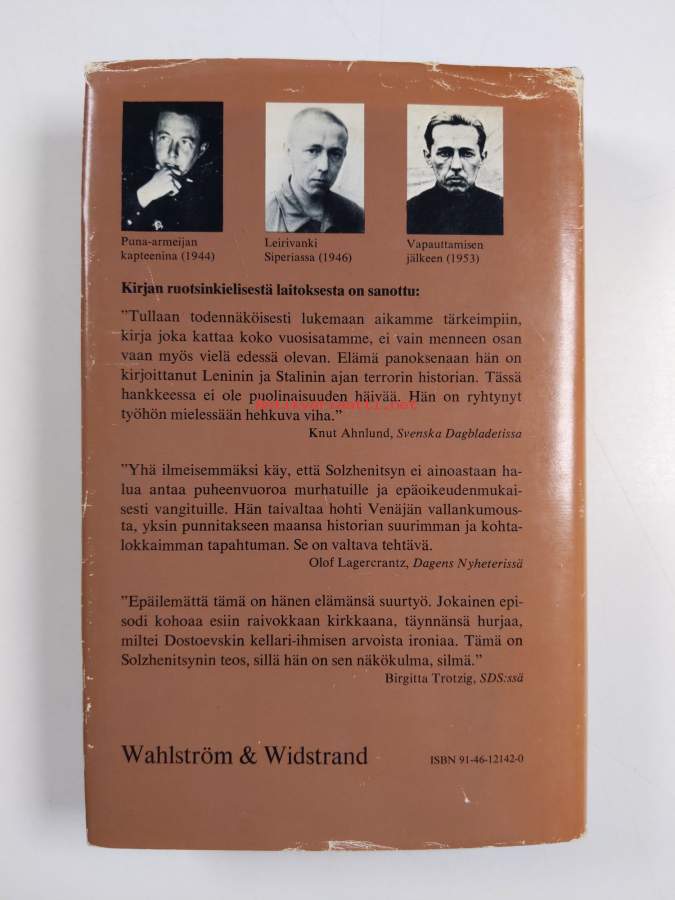 Puna-armeijan
kapteenina (1944)
Leirivanki
Siperiassa (1946)
Vapauttamisen
jälkeen (1953)
Kirjan ruotsinkielisestä laitoksesta on sanottu:
”Tullaan todennäköisesti lukemaan aikamme tärkeimpiin,
kirja joka kattaa koko vuosisatamme, ei vain menneen osan
vaan myös vielä edessä olevan. Elämä panoksenaan hän on
kirjoittanut Leninin ja Stalinin ajan terrorin historian. Tässä
hankkeessa ei ole puolinaisuuden häivää. Hän on ryhtynyt
työhön mielessään hehkuva viha.”
Knut Ahnlund, Svenska Dagbladetissa
”Yhä ilmeisemmäksi käy, että Solzhenitsyn ei ainoastaan ha-
lua antaa puheenvuoroa murhatuille ja epäoikeudenmukai-
sesti vangituille. Hän taivaltaa hohti Venäjän vallankumous-
ta, yksin punnitakseen maansa historian suurimman ja kohta-
lokkaimman tapahtuman. Se on valtava tehtävä.
Olof Lagercrantz, Dagens Nyheterissä
”Epäilemättä tämä on hänen elämänsä suurtyö. Jokainen epi-
sodi kohoaa esiin raivokkaan kirkkaana, täynnänsä hurjaa,
miltei Dostoevskin kellari-ihmisen arvoista ironiaa. Tämä on
Solzhenitsynin teos, sillä hän on sen näkökulma, silmä.”
Birgitta Trotzig, SDS:ssä
Wahlström & Widstrand
ISBN 91-46-12142-0